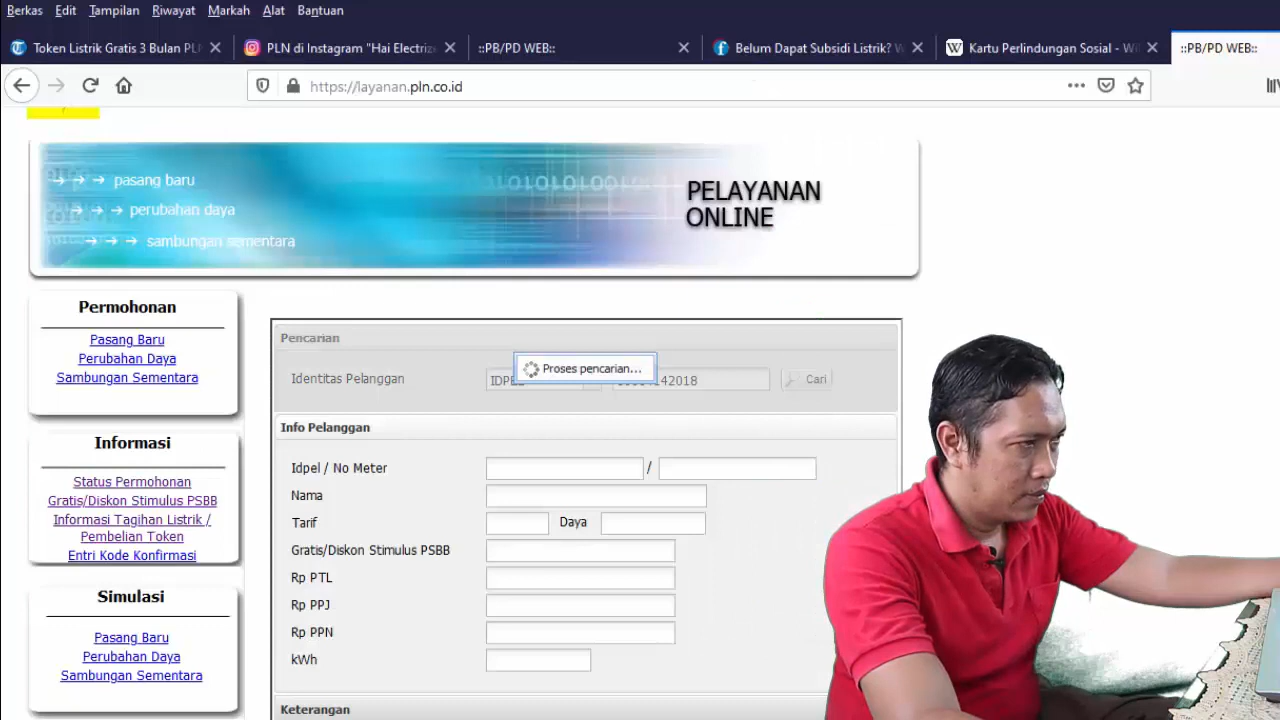 Berkas Edit Tampilan Riwayat Markah Alat Bantuan
Token Listrik Gratis 3 Bulan PLN
PLN di Instagram "Hai Electrize
::PB/PD WEB::
Belum Dapat Subsidi Listrik?
Kartu Perlindungan Sosial -
::PB/PD WEB::
https://layanan.pln.co.id
pasang baru
perubahan daya
sambungan sementara
PELAYANAN
ONLINE
Permohonan
Pasang Baru
Perubahan Daya
Sambungan Sementara
Informasi
Status Permohonan
Gratis/Diskon Stimulus PSBB
Informasi Tagihan Listrik /
Pembelian Token
Entri Kode Konfirmasi
Simulasi
Pasang Baru
Perubahan Daya
Sambungan Sementara
Pencarian
Proses pencarian...
Identitas Pelanggan
Cari
Info Pelanggan
Idpel / No Meter /
Nama
Tarif Daya
Gratis/Diskon Stimulus PSBB
Rp PTL
Rp PPJ
Rp PPN
kWh
Keterangan